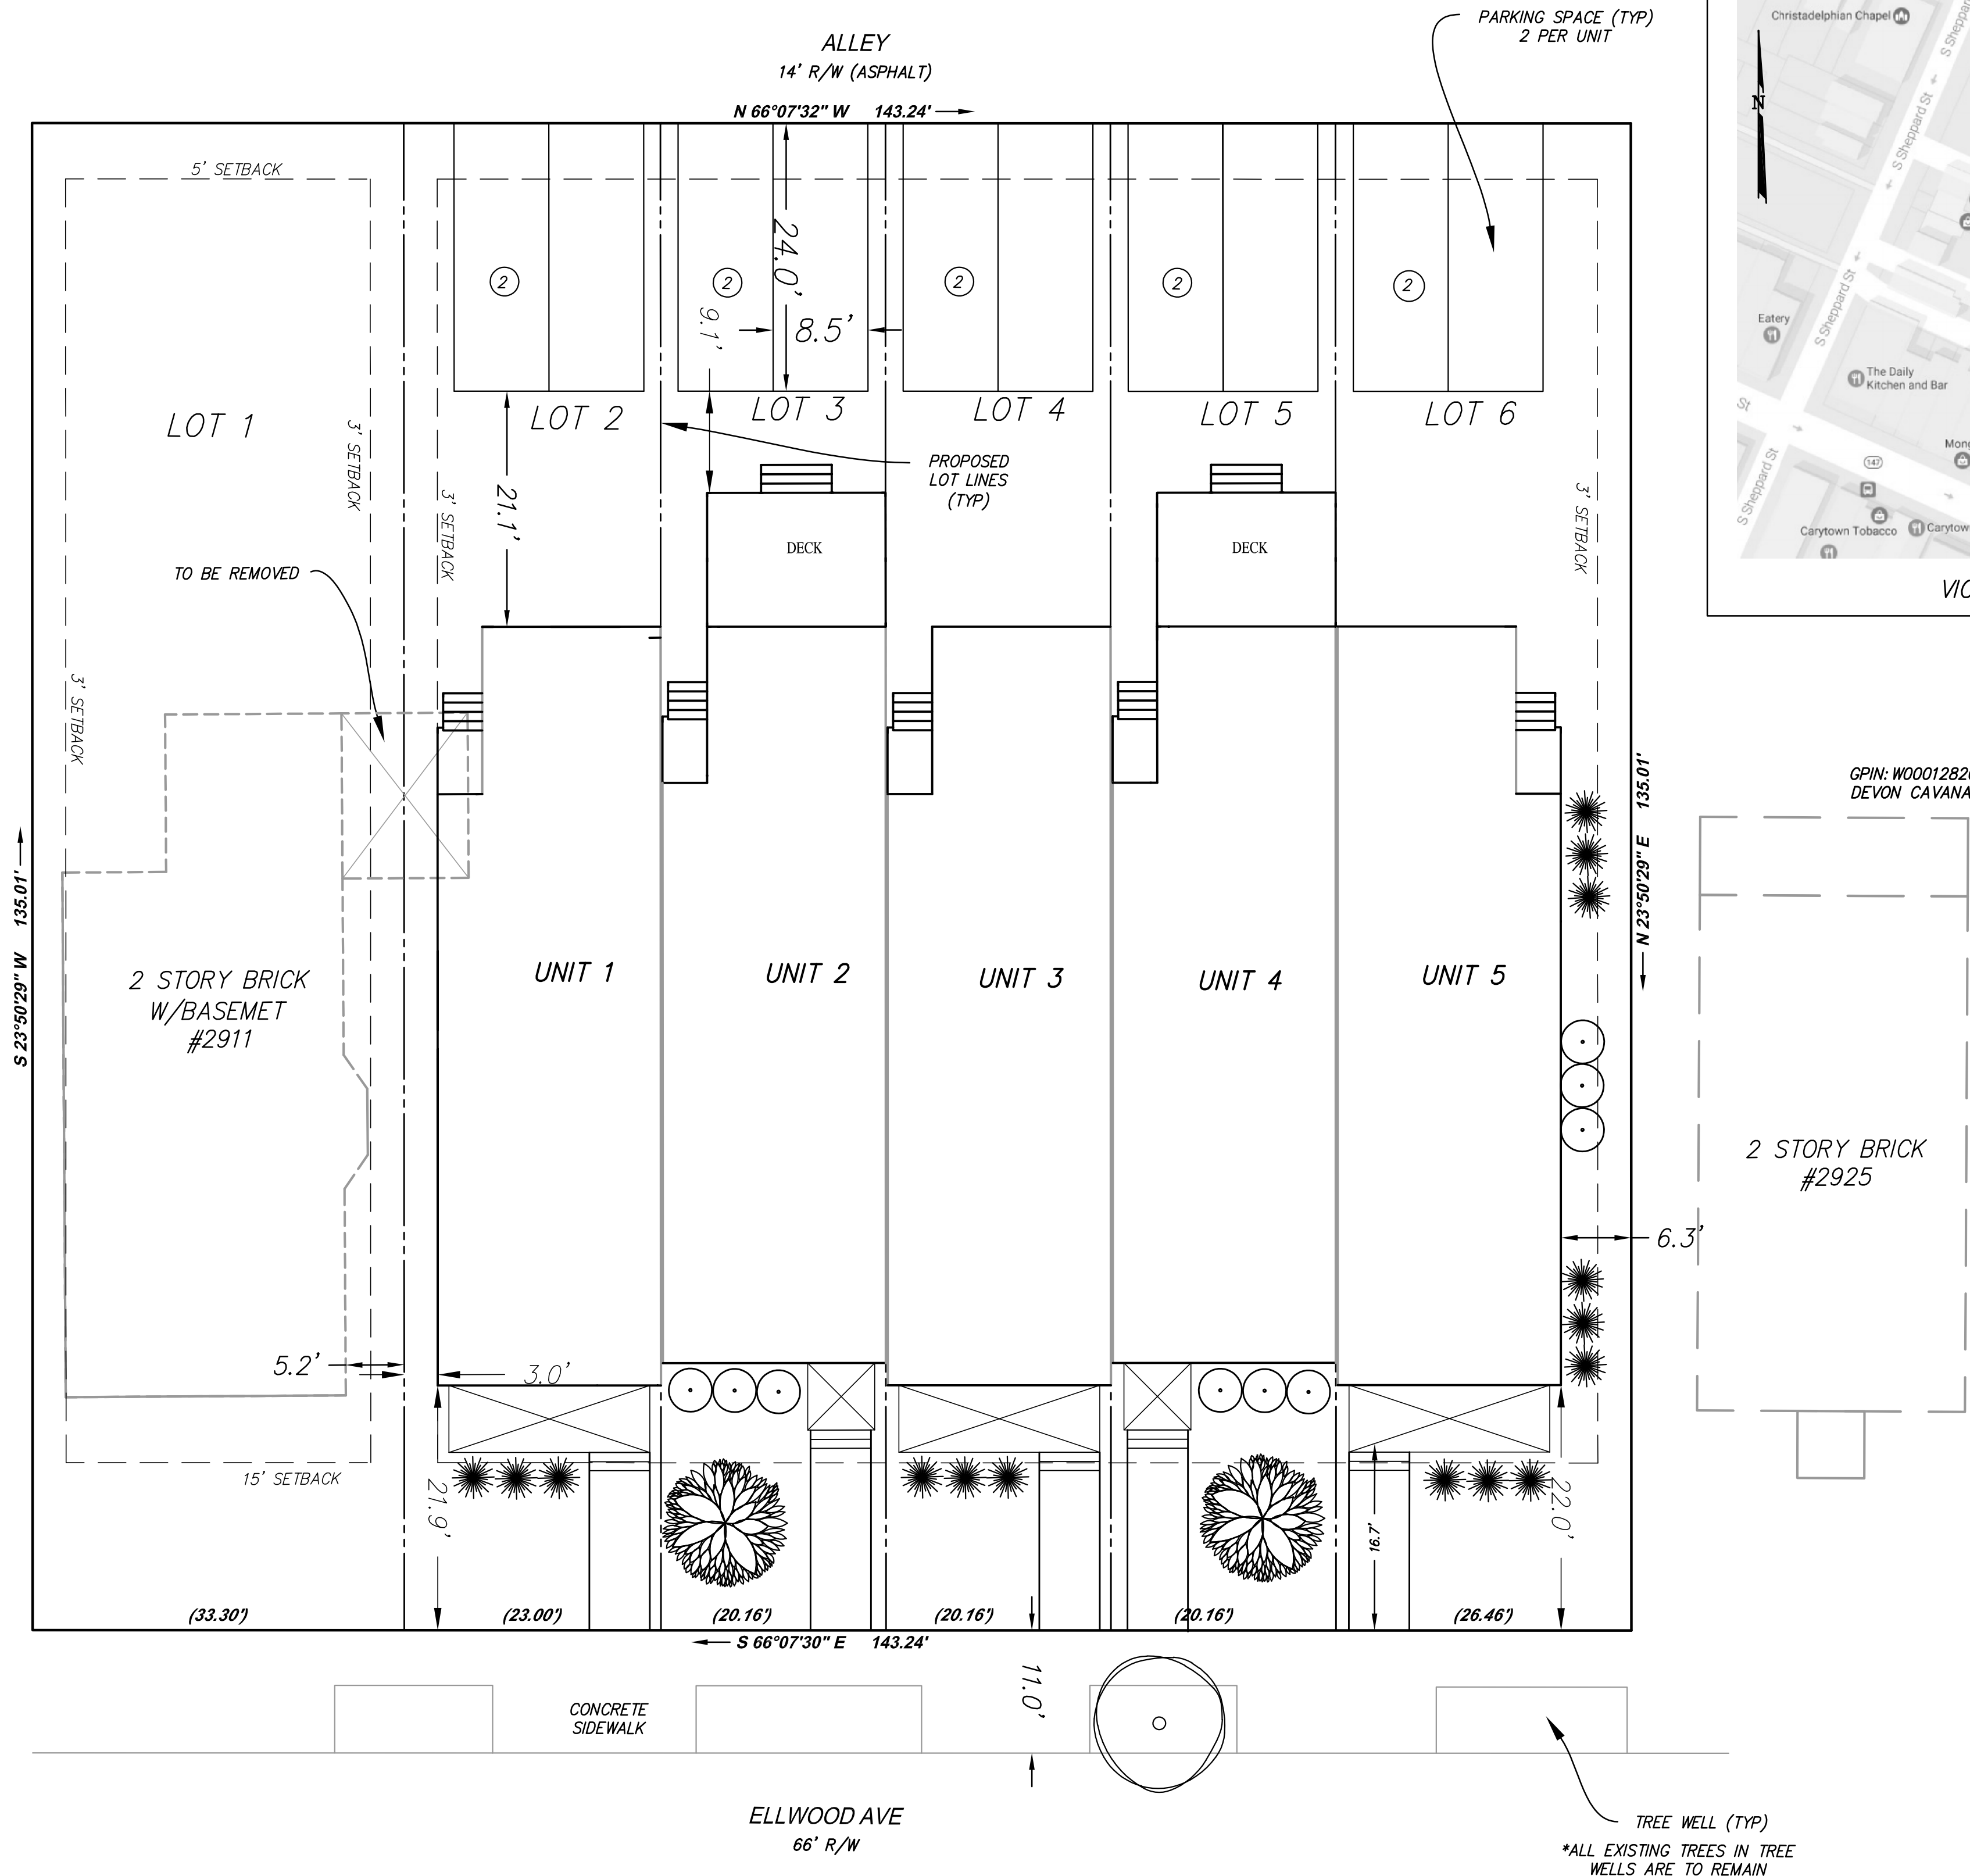 PARKING SPACE (TYP)
2 PER UNIT
ALLEY
14' R/W (ASPHALT)
N 66°07'32" W 143.24'
5' SETBACK
2
2
2
2
2
24.0'
9.1'
8.5'
LOT 1
LOT 2
LOT 3
LOT 4
LOT 5
LOT 6
3' SETBACK
3' SETBACK
3' SETBACK
3' SETBACK
21.1'
PROPOSED
LOT LINES
(TYP)
DECK
DECK
TO BE REMOVED
S 23°50'29" W 135.01'
N 23°50'29" E 135.01'
2 STORY BRICK
W/BASEMET
#2911
UNIT 1
UNIT 2
UNIT 3
UNIT 4
UNIT 5
2 STORY BRICK
#2925
6.3'
5.2'
3.0'
15' SETBACK
21.9'
16.7'
22.0'
(33.30')
(23.00')
(20.16')
(20.16')
(20.16')
(26.46')
S 66°07'30" E 143.24'
11.0'
CONCRETE
SIDEWALK
ELLWOOD AVE
66' R/W
TREE WELL (TYP)
*ALL EXISTING TREES IN TREE
WELLS ARE TO REMAIN
Christadelphian Chapel
N
S Sheppard St
S Sheppard St
S Sheppard St
Eatery
The Daily
Kitchen and Bar
St
147
S Sheppard St
Carytown Tobacco
GPIN: W0001282
DEVON CAVANA